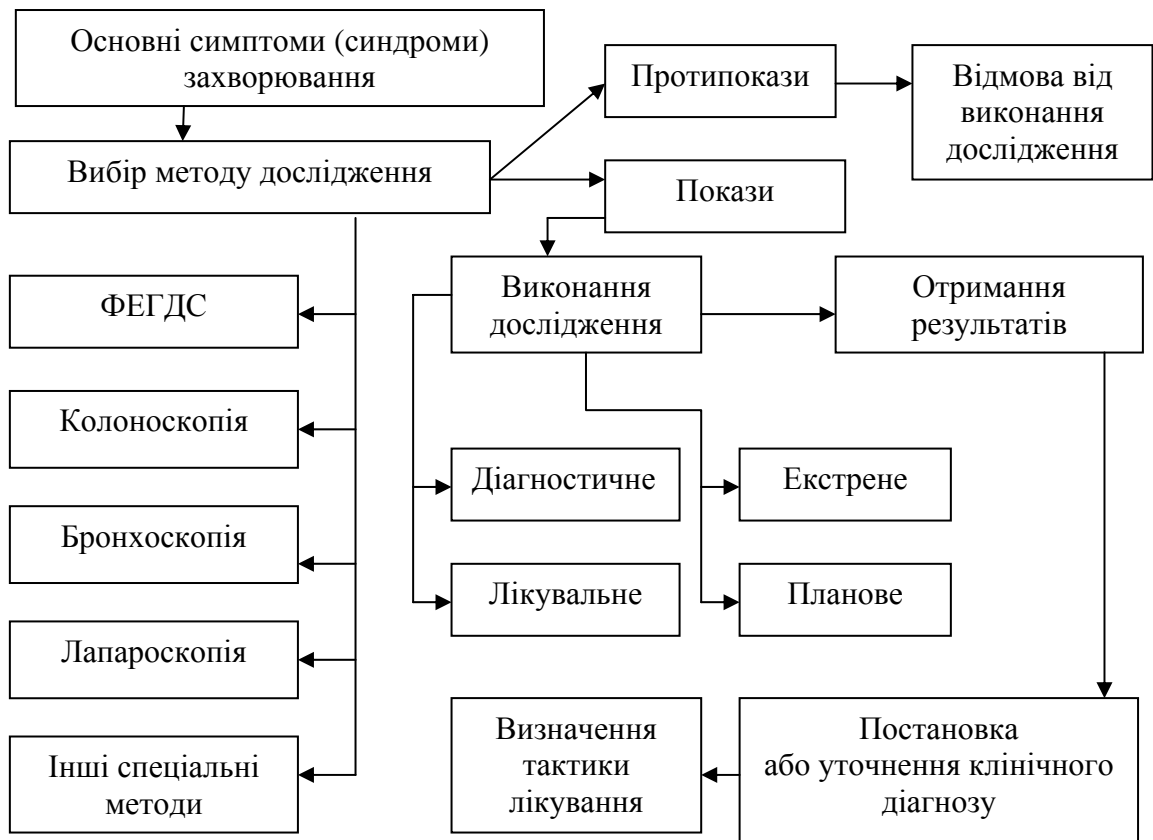 Основні симптоми (синдроми)
захворювання
Протипокази
Відмова від
виконання
дослідження
Вибір методу дослідження
Покази
ФЕГДС
Виконання
дослідження
Отримання
результатів
Колоноскопія
Діагностичне
Екстрене
Бронхоскопія
Лікувальне
Планове
Лапароскопія
Інші спеціальні
методи
Визначення
тактики
лікування
Постановка
або уточнення клінічного
діагнозу